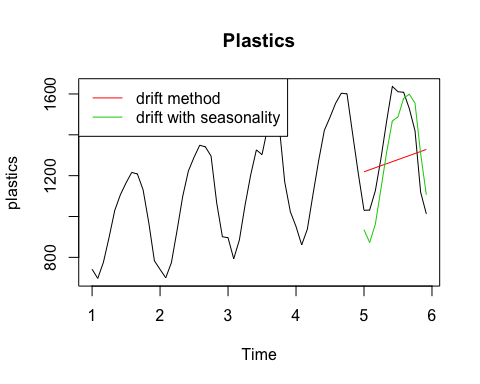 Plastics
drift method
drift with seasonality
1600
1200
800
plastics
1 2 3 4 5 6
Time